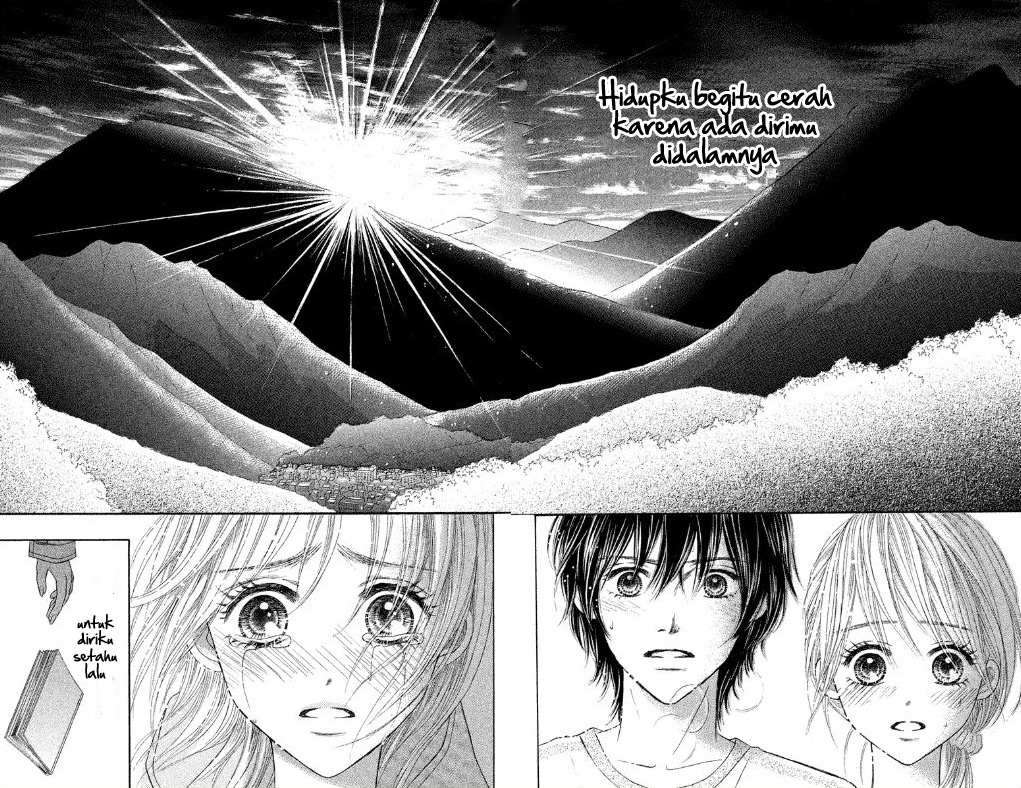 Hidupku begitu cerah
karena ada dirimu
didalamnya
untuk
diriku
setahu
lalu